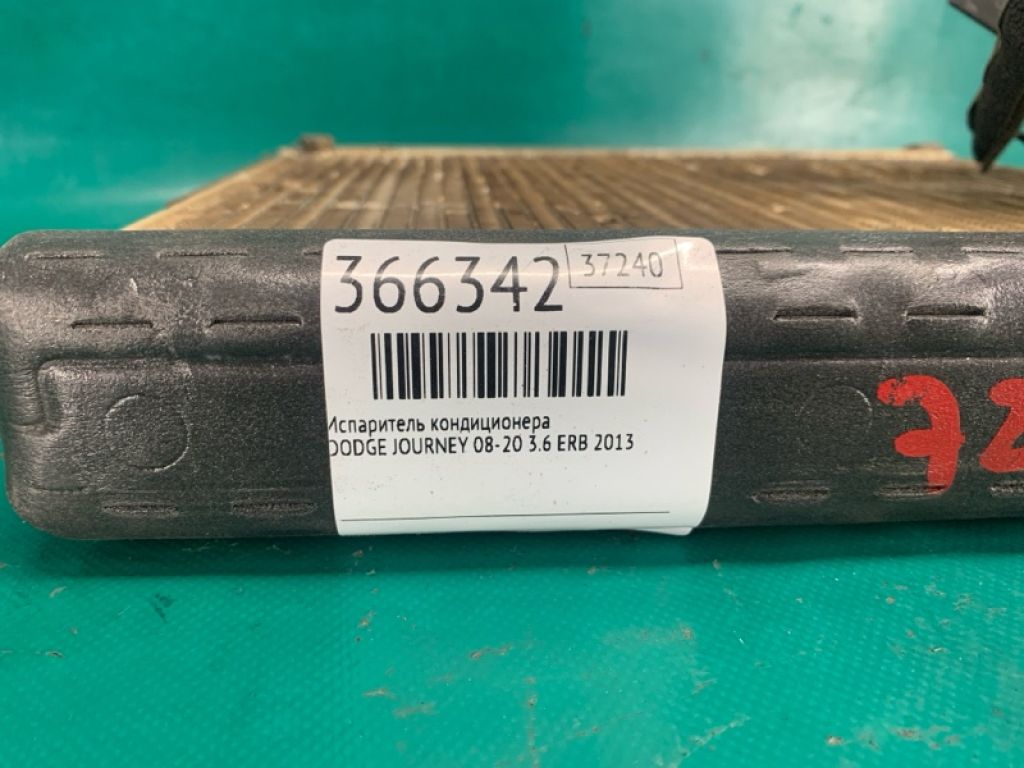 366342 37240
Испаритель кондиционера
DODGE JOURNEY 08-20 3.6 ERB 2013